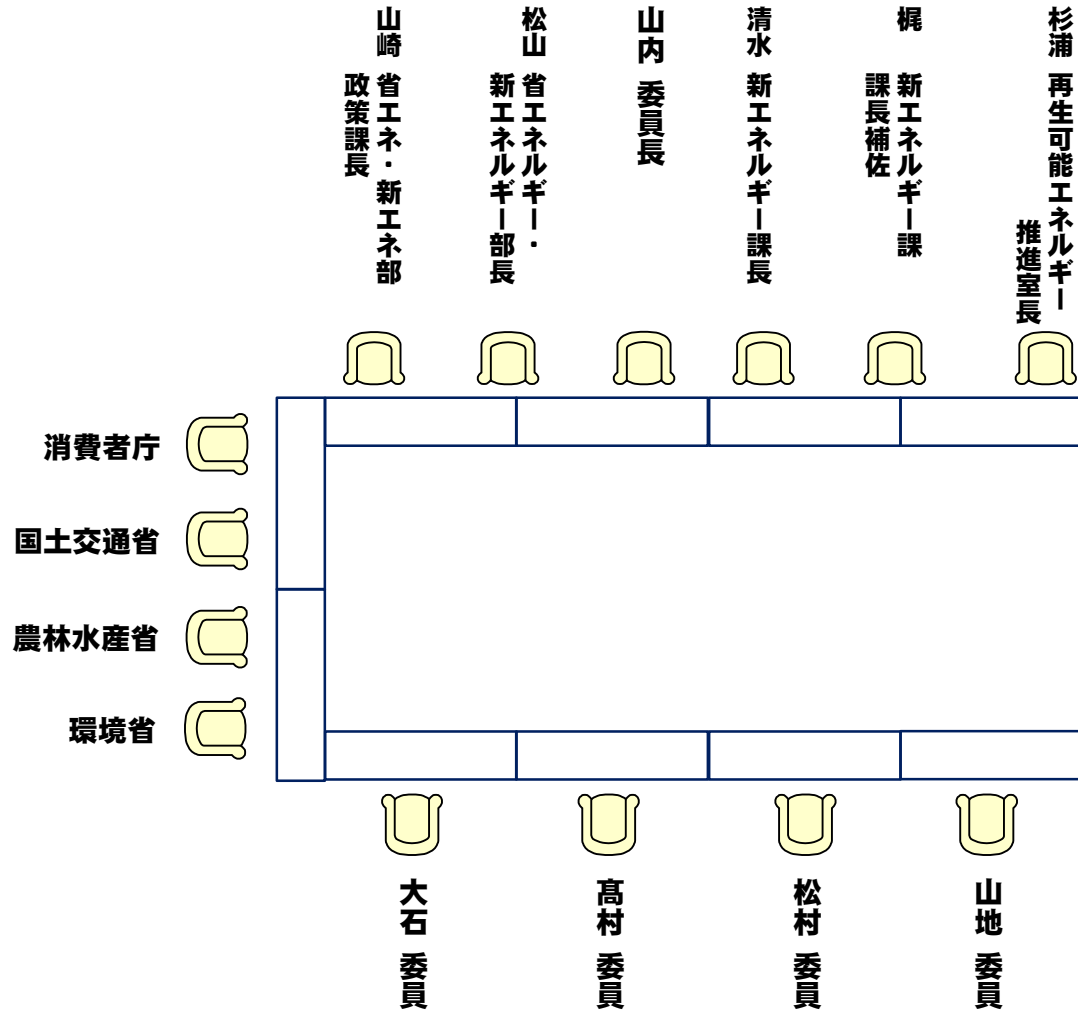 山崎 省エネ・新エネ部
政策課長
松山 省エネルギー・
新エネルギー部長
山内 委員長
清水 新エネルギー課長
梶 新エネルギー課
課長補佐
杉浦 再生可能エネルギー
推進室長
消費者庁
国土交通省
農林水産省
環境省
大石 委員
髙村 委員
松村 委員
山地 委員